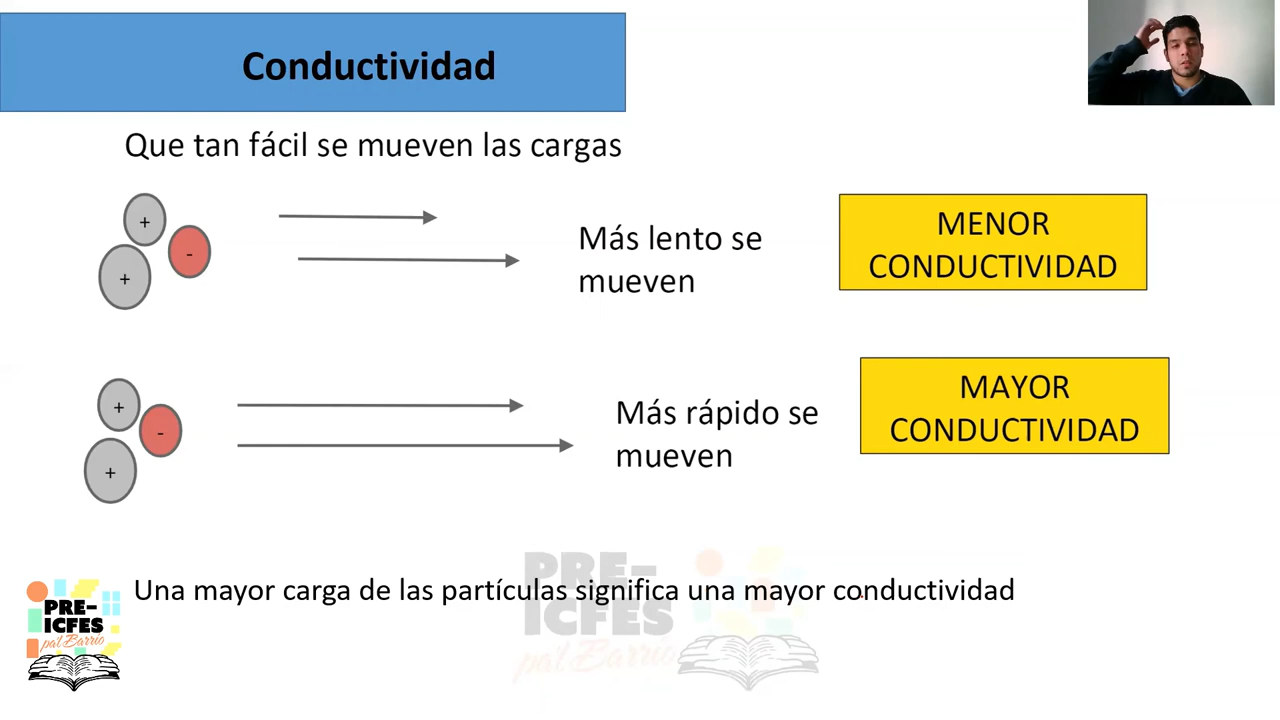 Conductividad
Que tan fácil se mueven las cargas
+
-
+
Más lento se
mueven
MENOR
CONDUCTIVIDAD
+
-
+
Más rápido se
mueven
MAYOR
CONDUCTIVIDAD
PRE-
ICFES
pa'l Barrio
Una mayor carga de las partículas significa una mayor conductividad
PRE-
ICFES
pa'l Barrio